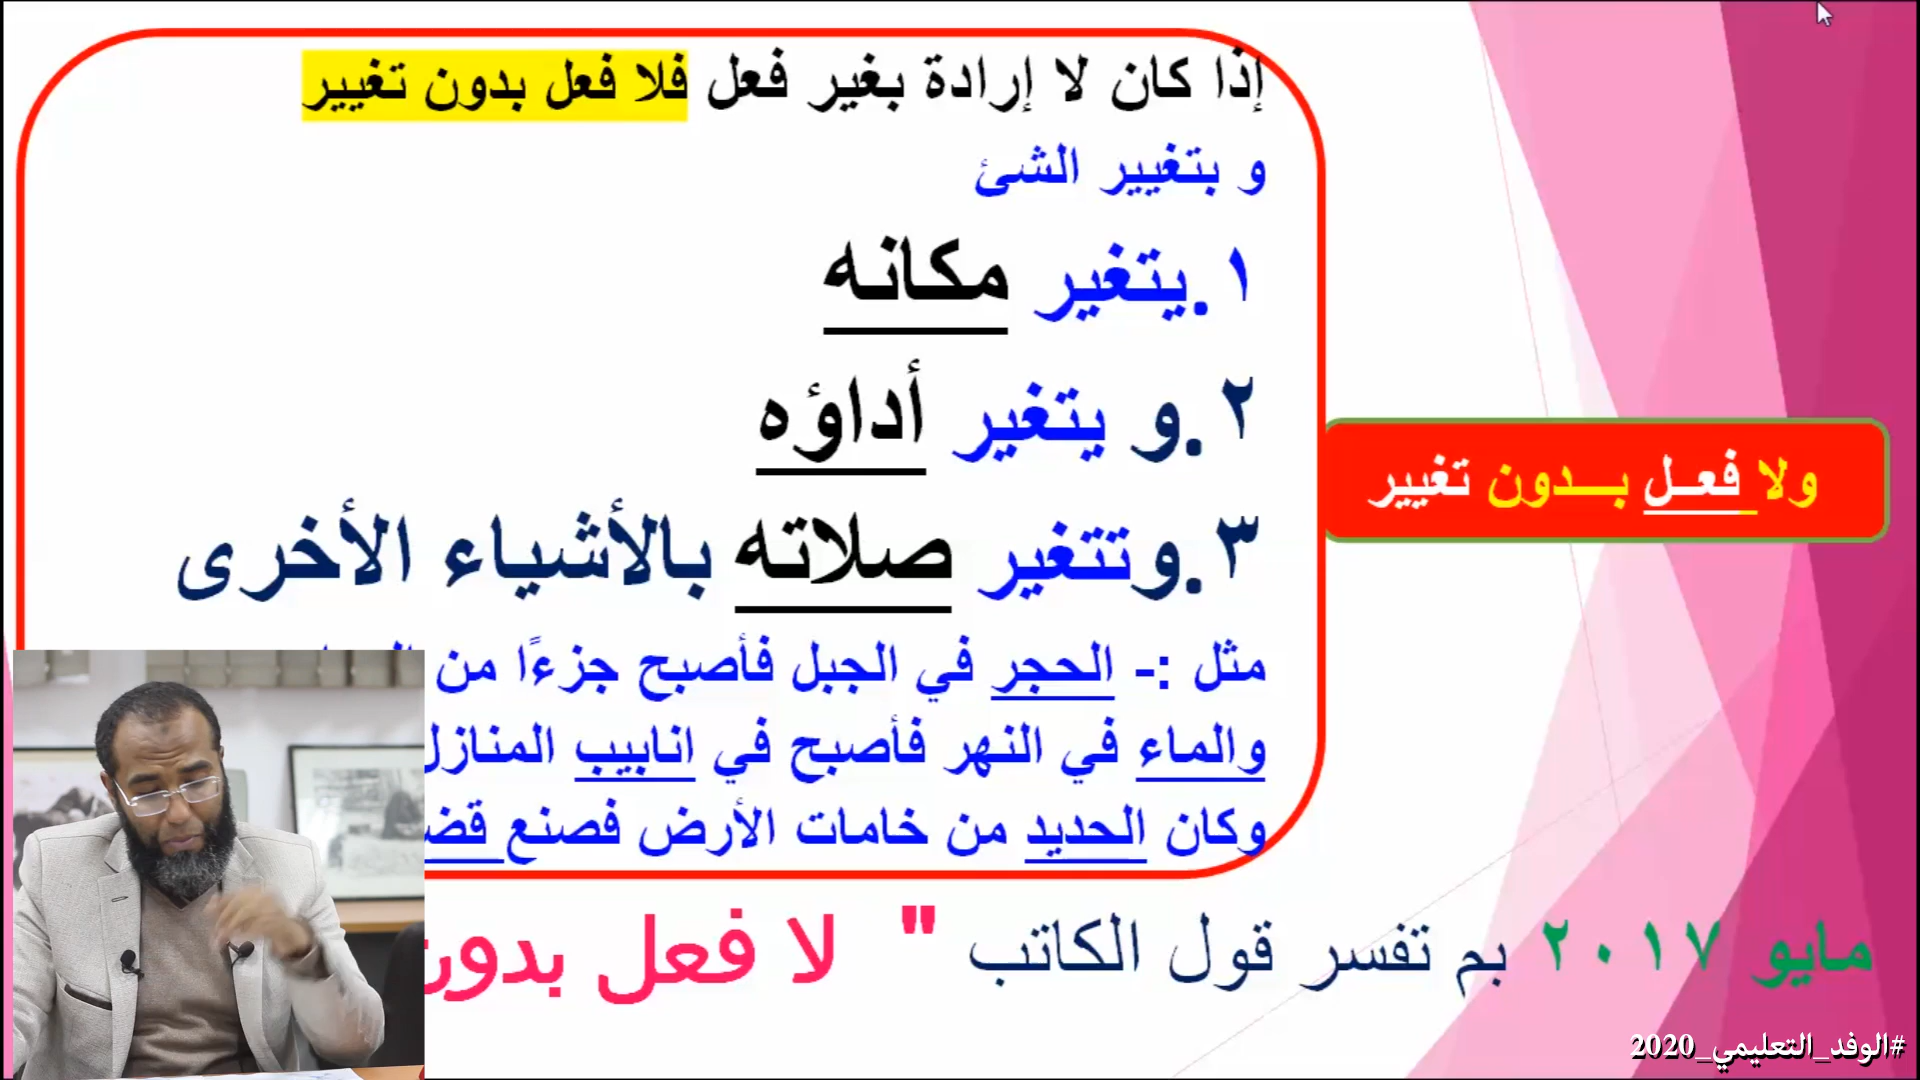 إذا كان لا إرادة بغير فعل فلا فعل بدون تغيير
و بتغيير الشئ
١.يتغير مكانه
٢.و يتغير أداؤه
٣.وتتغير صلاته بالأشياء الأخرى
مثل :- الحجر في الجبل فأصبح جزءًا من
والماء في النهر فأصبح في انابيب المنازل
وكان الحديد من خامات الأرض فصنع
ولا فعل بدون تغيير
مايو ٢٠١٧ بم تفسر قول الكاتب " لا فعل بدون
#الوفد_التعليمي_2020